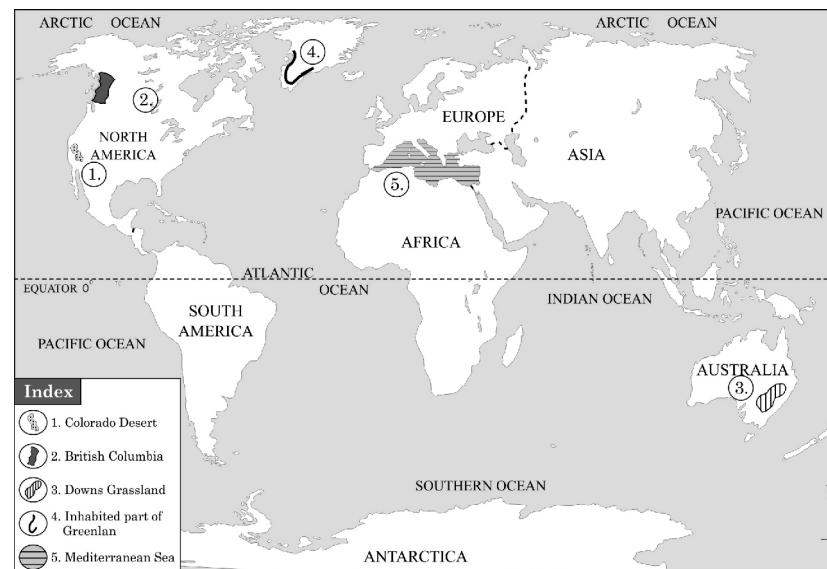 ARCTIC OCEAN
ARCTIC OCEAN
4.
2.
EUROPE
NORTH
AMERICA
ASIA
1.
5.
PACIFIC OCEAN
AFRICA
ATLANTIC
OCEAN
EQUATOR 0°
INDIAN OCEAN
SOUTH
AMERICA
PACIFIC OCEAN
AUSTRALIA
3.
Index
1. Colorado Desert
2. British Columbia
3. Downs Grassland
4. Inhabited part of
Greenlan
5. Mediterranean Sea
SOUTHERN OCEAN
ANTARCTICA